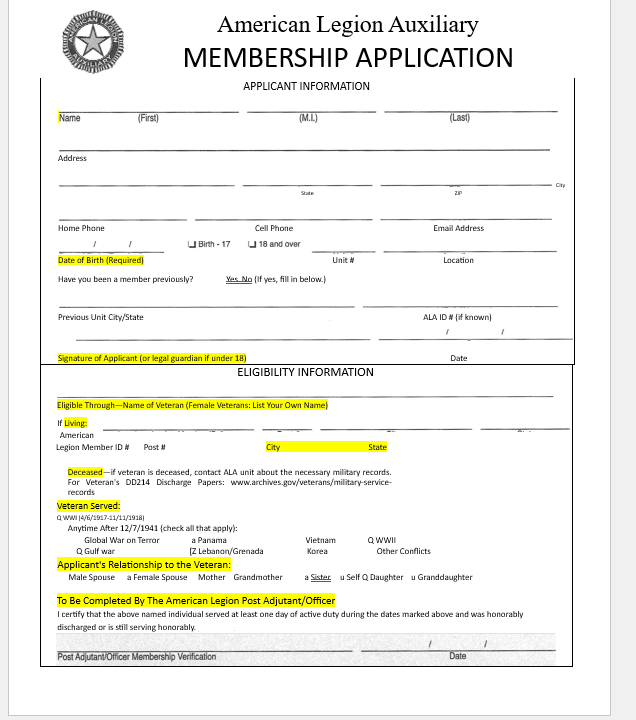 American Legion Auxiliary
MEMBERSHIP APPLICATION
APPLICANT INFORMATION
Name (First) (M.I.) (Last)
Address
City
State ZIP
Home Phone Cell Phone Email Address
/ / ❏ Birth - 17 ❏ 18 and over
Date of Birth (Required) Unit # Location
Have you been a member previously? Yes No (If yes, fill in below.)
Previous Unit City/State ALA ID # (if known)
/ /
Signature of Applicant (or legal guardian if under 18) Date
ELIGIBILITY INFORMATION
Eligible Through—Name of Veteran (Female Veterans: List Your Own Name)
If Living:
American
Legion Member ID # Post # City State
Deceased—if veteran is deceased, contact ALA unit about the necessary military records.
For Veteran's DD214 Discharge Papers: www.archives.gov/veterans/military-service-
records
Veteran Served:
Q WWI (4/6/1917-11/11/1918)
Anytime After 12/7/1941 (check all that apply):
Global War on Terror a Panama Vietnam Q WWII
Q Gulf war [Z Lebanon/Grenada Korea Other Conflicts
Applicant's Relationship to the Veteran:
Male Spouse a Female Spouse Mother Grandmother a Sister u Self Q Daughter u Granddaughter
To Be Completed By The American Legion Post Adjutant/Officer
I certify that the above named individual served at least one day of active duty during the dates marked above and was honorably
discharged or is still serving honorably.
/ /
Post Adjutant/Officer Membership Verification Date